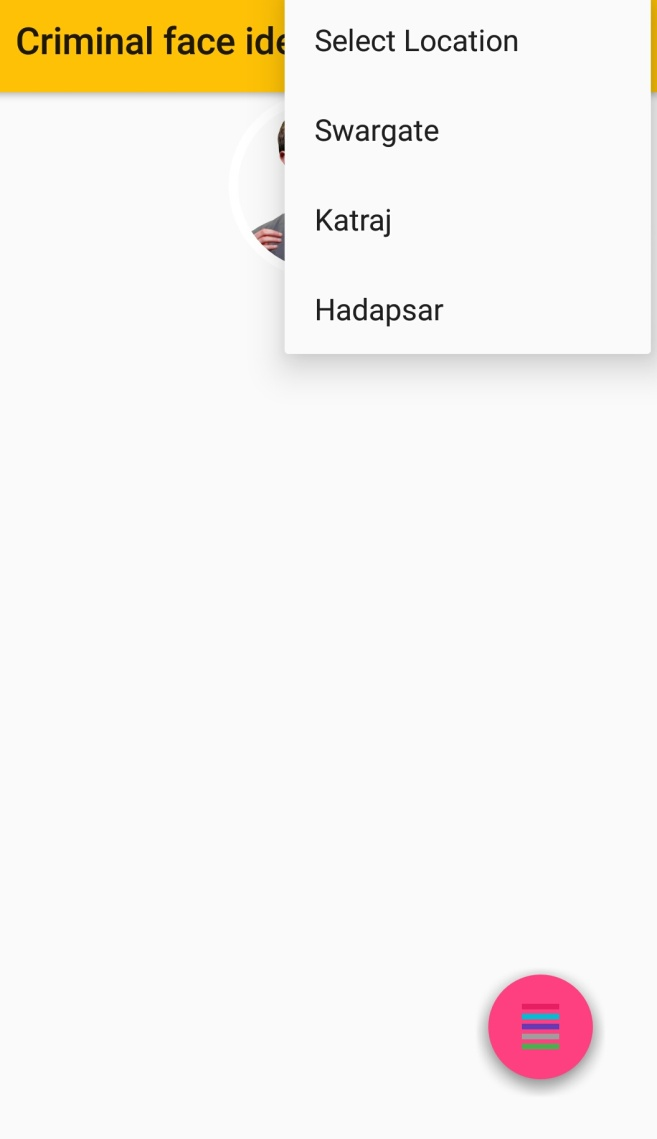 Criminal face ide
Select Location
Swargate
Katraj
Hadapsar